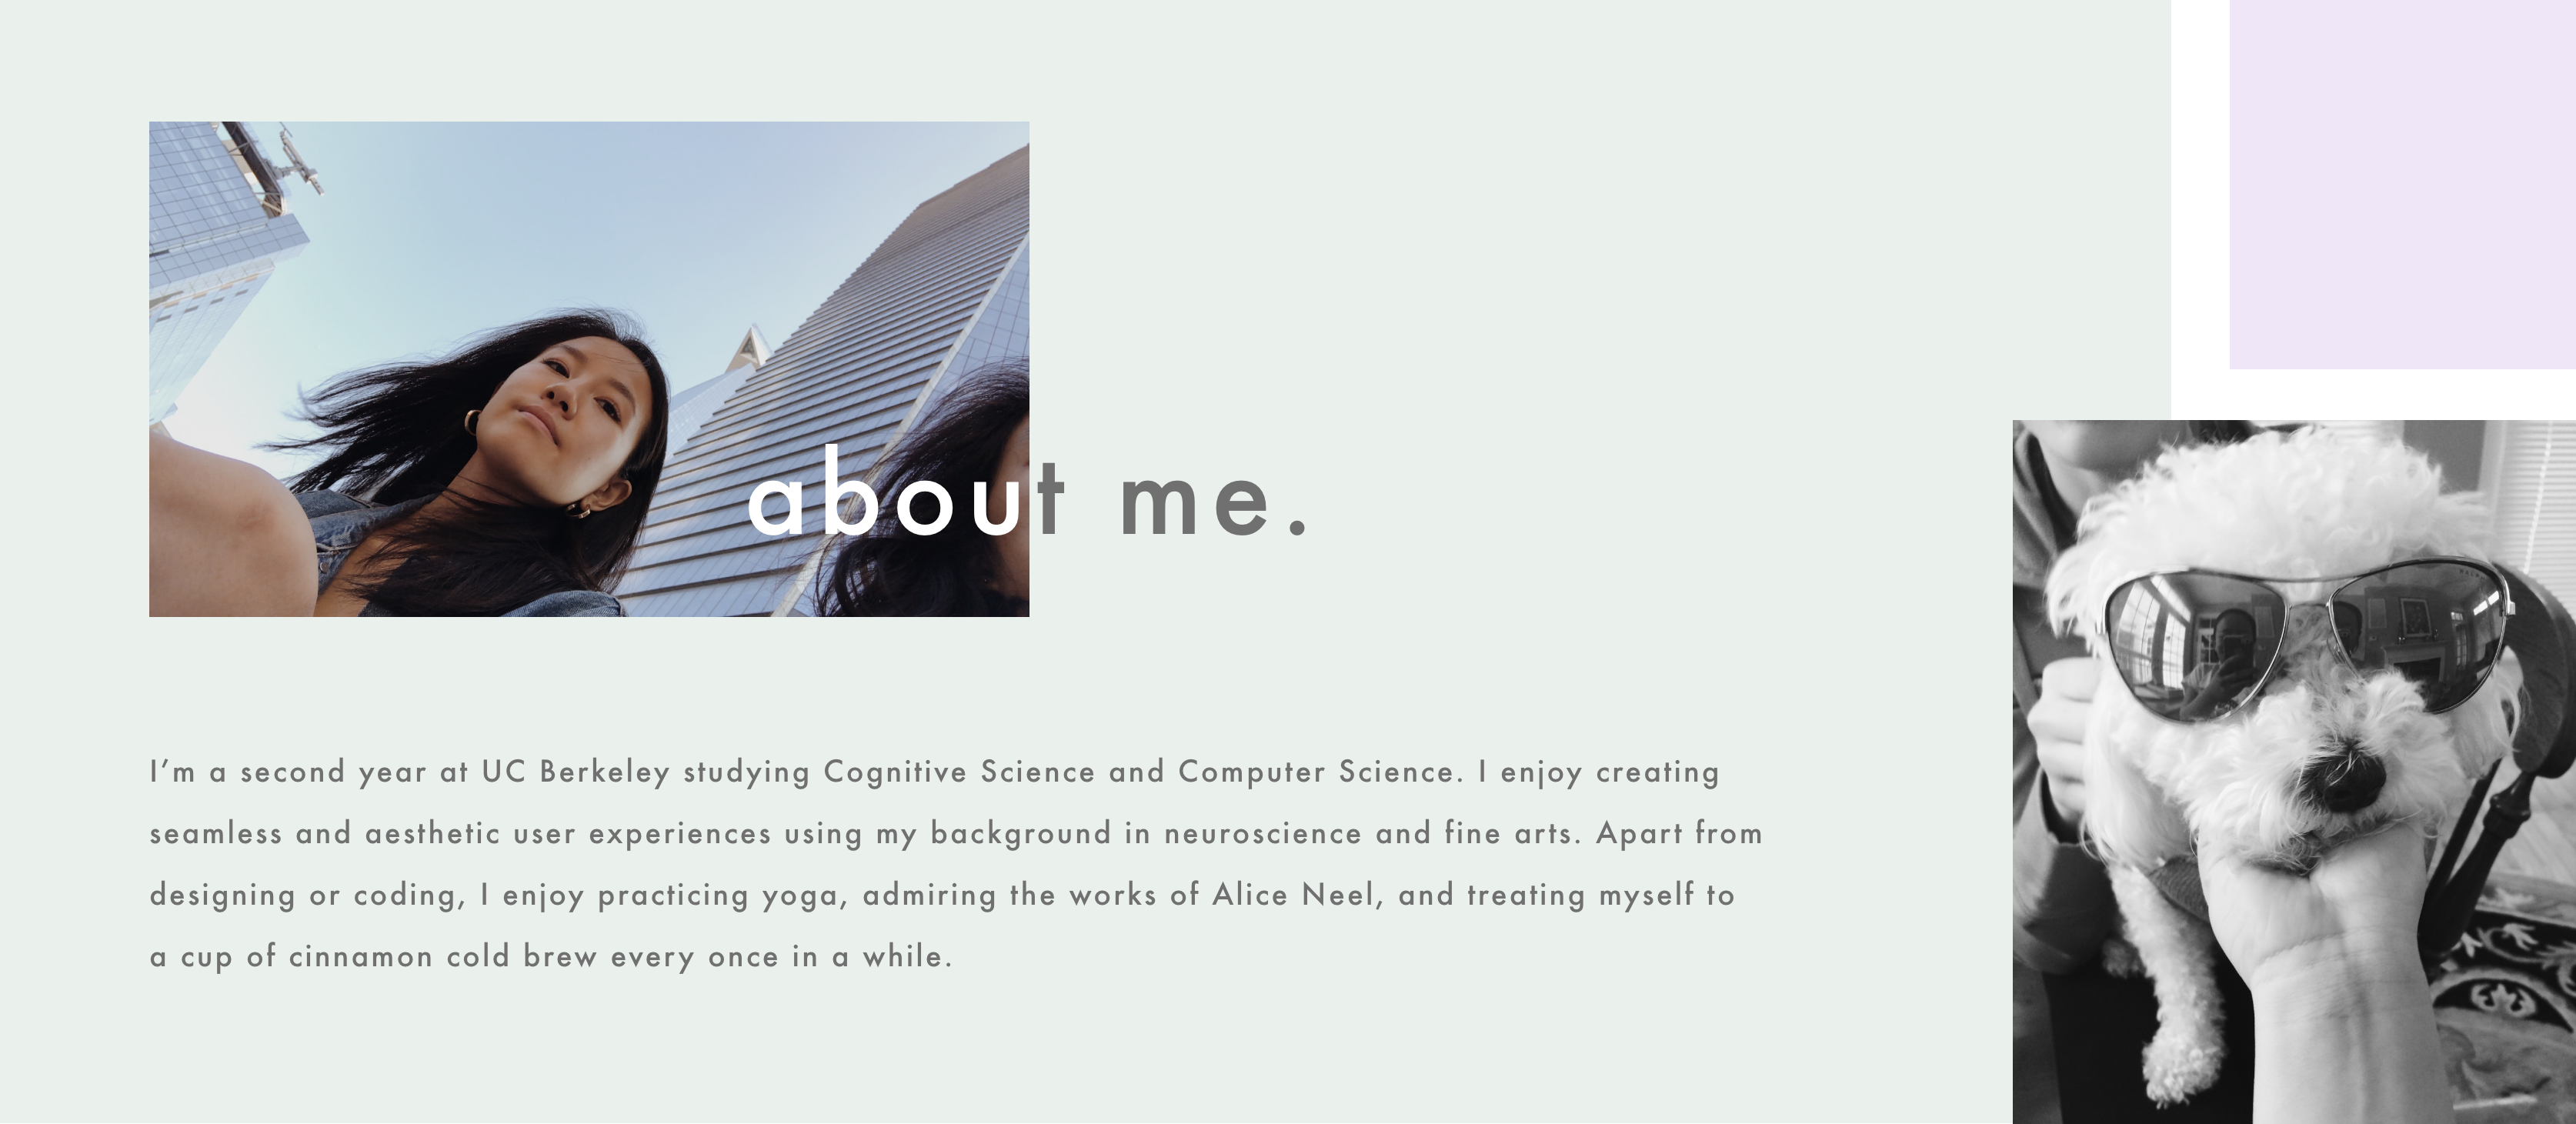 about me.
I’m a second year at UC Berkeley studying Cognitive Science and Computer Science. I enjoy creating
seamless and aesthetic user experiences using my background in neuroscience and fine arts. Apart from
designing or coding, I enjoy practicing yoga, admiring the works of Alice Neel, and treating myself to
a cup of cinnamon cold brew every once in a while.